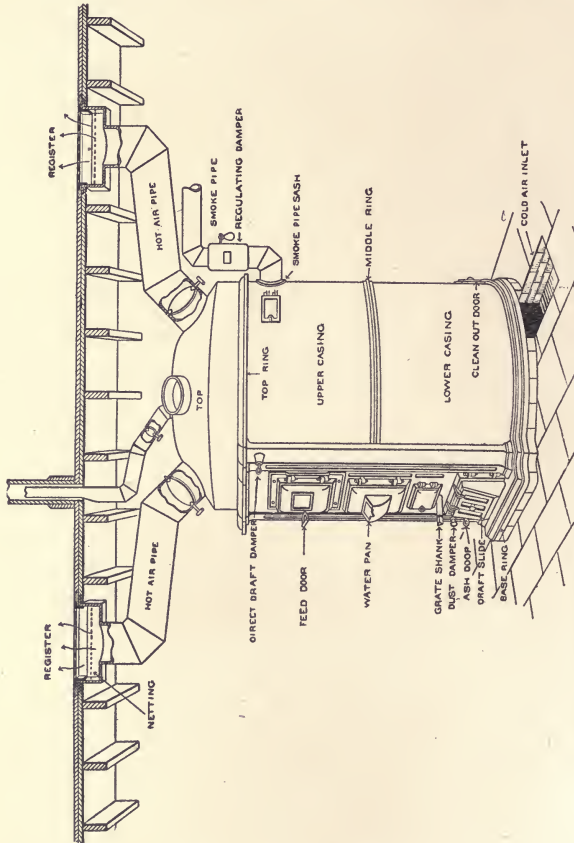 REGISTER
REGISTER
NETTING
HOT AIR PIPE
HOT AIR PIPE
SMOKE PIPE
REGULATING DAMPER
TOP
DIRECT DRAFT DAMPER
TOP RING
SMOKE PIPE SASH
FEED DOOR
UPPER CASING
WATER PAN
MIDDLE RING
GRATE SHANK
DUST DAMPER
ASH DOOP
DRAFT SLIDE
BASE RING
LOWER CASING
CLEAN OUT DOOR
COLD AIR INLET